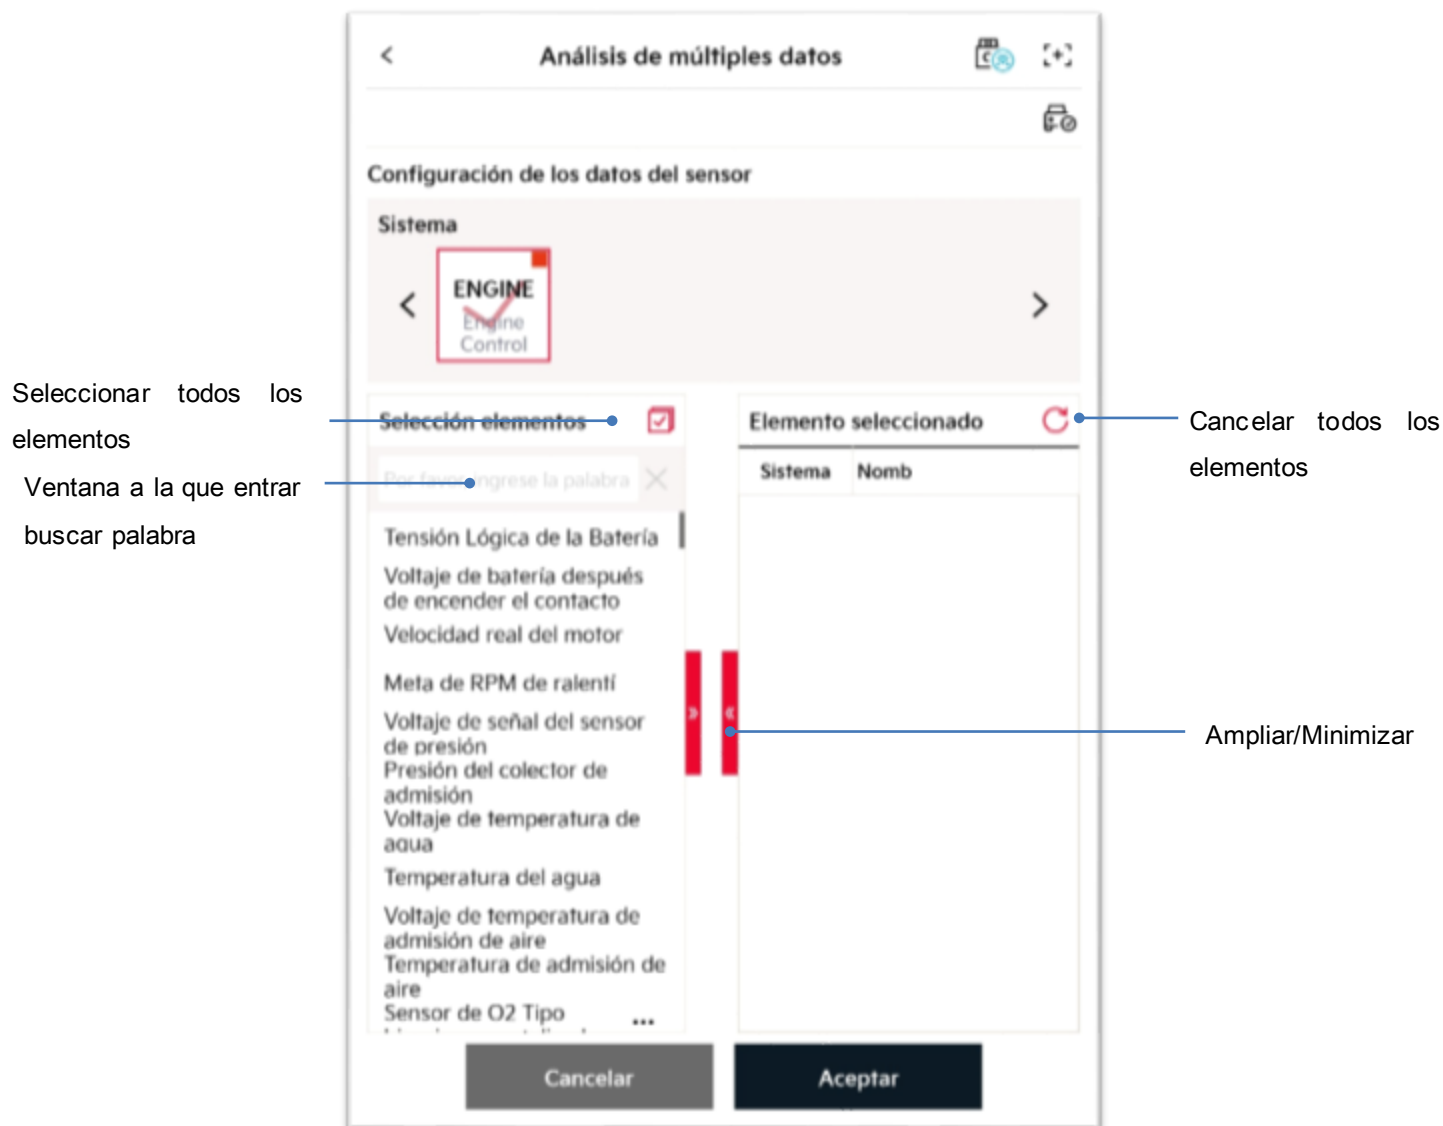 Análisis de múltiples datos
Configuración de los datos del sensor
Sistema
ENGINE
Engine
Control
Seleccionar todos los
elementos
Ventana a la que entrar
buscar palabra
Selección elementos
Por favor ingrese la palabra
Tensión Lógica de la Batería
Voltaje de batería después
de encender el contacto
Velocidad real del motor
Meta de RPM de ralentí
Voltaje de señal del sensor
de presión
Presión del colector de
admisión
Voltaje de temperatura de
agua
Temperatura del agua
Voltaje de temperatura de
admisión de aire
Temperatura de admisión de
aire
Sensor de O2 Tipo
...
Elemento seleccionado
Sistema Nomb
Cancelar todos los
elementos
Ampliar/Minimizar
Cancelar
Aceptar